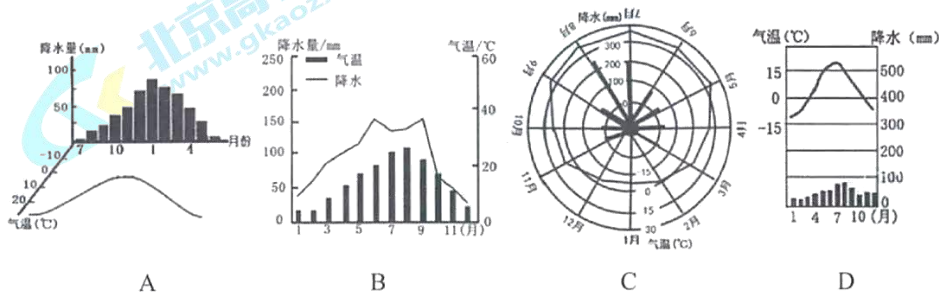 北京高
www.gkaoz
降水量(mm)
100
50
7 10 1 4 月份
-10
0
10
20
气温(℃)
A
降水量/mm 气温/℃
250 60
气温
降水
200
150 40
100
50 20
0 0
1 3 5 7 9 11(月)
B
降水(mm) 7月
8月 6月
300
200
100
0
9月 5月
10月 4月
11月 3月
12月 2月
1月
15
0
15
30
气温(℃)
C
气温(℃) 降水(mm)
15 500
0 400
-15 300
200
100
0
1 4 7 10 (月)
D